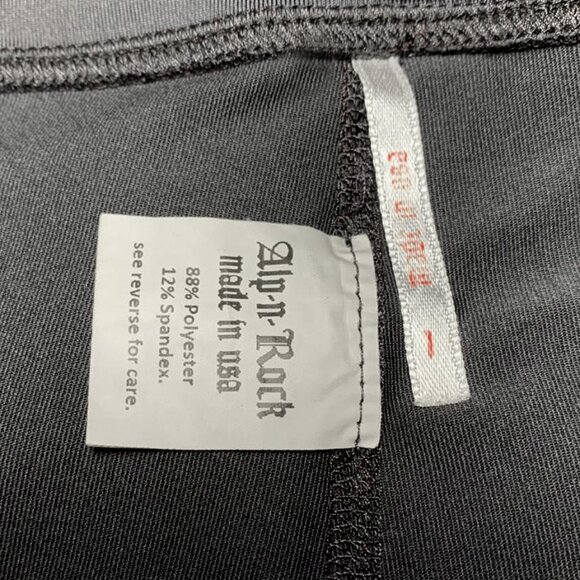 Alp-n-Rock
made in usa
88% Polyester
12% Spandex.
see reverse for care.